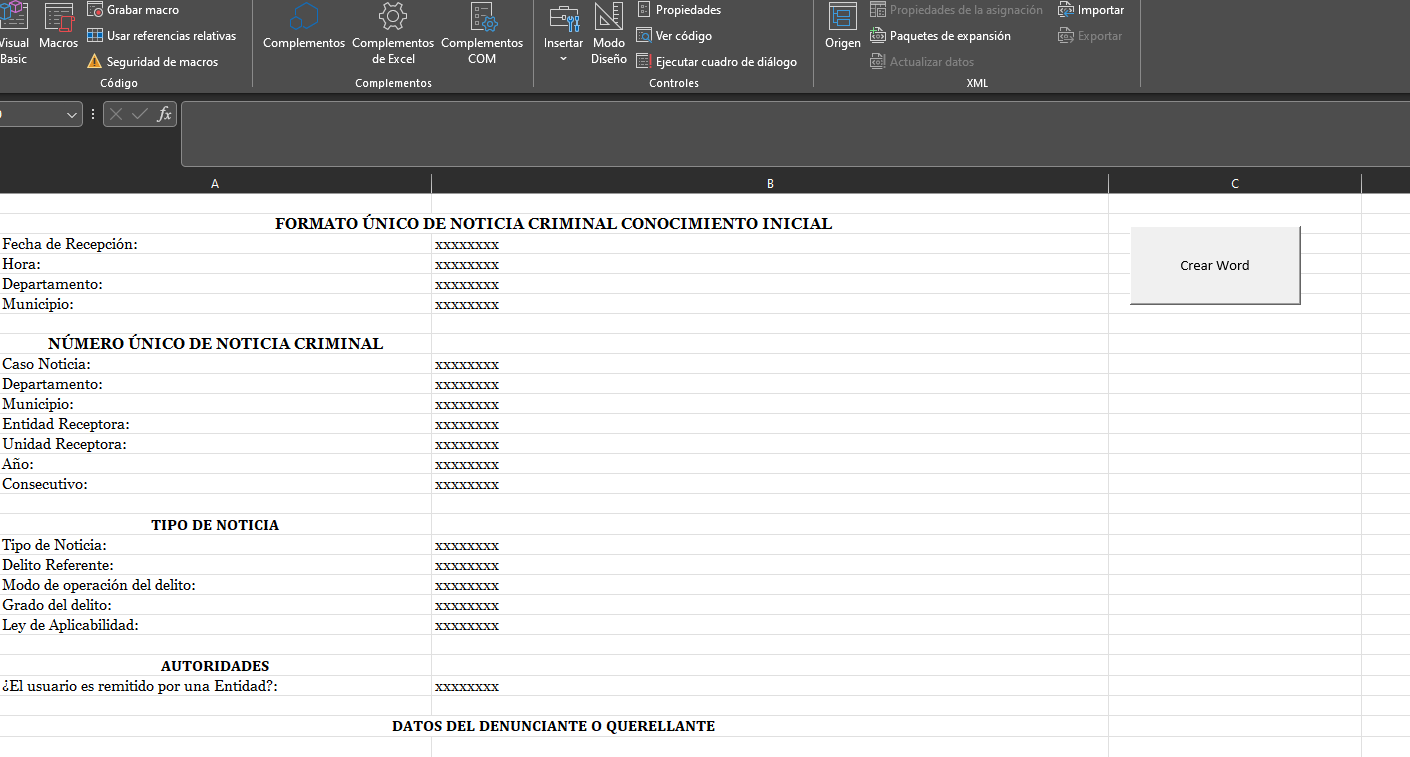 Grabar macro
Usar referencias relativas
Seguridad de macros
Visual Basic
Macros
Código
Complementos
Complementos de Excel
Complementos COM
Complementos
Insertar
Modo Diseño
Propiedades
Ver código
Ejecutar cuadro de diálogo
Controles
Origen
Propiedades de la asignación
Paquetes de expansión
Actualizar datos
Importar
Exportar
XML
fx
A B C
FORMATO ÚNICO DE NOTICIA CRIMINAL CONOCIMIENTO INICIAL
Fecha de Recepción: xxxxxxxx
Hora: xxxxxxxx
Departamento: xxxxxxxx
Municipio: xxxxxxxx
Crear Word
NÚMERO ÚNICO DE NOTICIA CRIMINAL
Caso Noticia: xxxxxxxx
Departamento: xxxxxxxx
Municipio: xxxxxxxx
Entidad Receptora: xxxxxxxx
Unidad Receptora: xxxxxxxx
Año: xxxxxxxx
Consecutivo: xxxxxxxx
TIPO DE NOTICIA
Tipo de Noticia: xxxxxxxx
Delito Referente: xxxxxxxx
Modo de operación del delito: xxxxxxxx
Grado del delito: xxxxxxxx
Ley de Aplicabilidad: xxxxxxxx
AUTORIDADES
¿El usuario es remitido por una Entidad?: xxxxxxxx
DATOS DEL DENUNCIANTE O QUERELLANTE